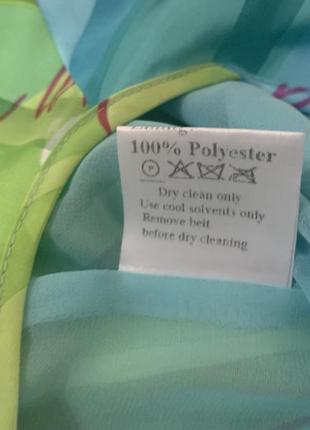 100% Polyester
P
Dry clean only
Use cool solvents only
Remove belt
before dry cleaning